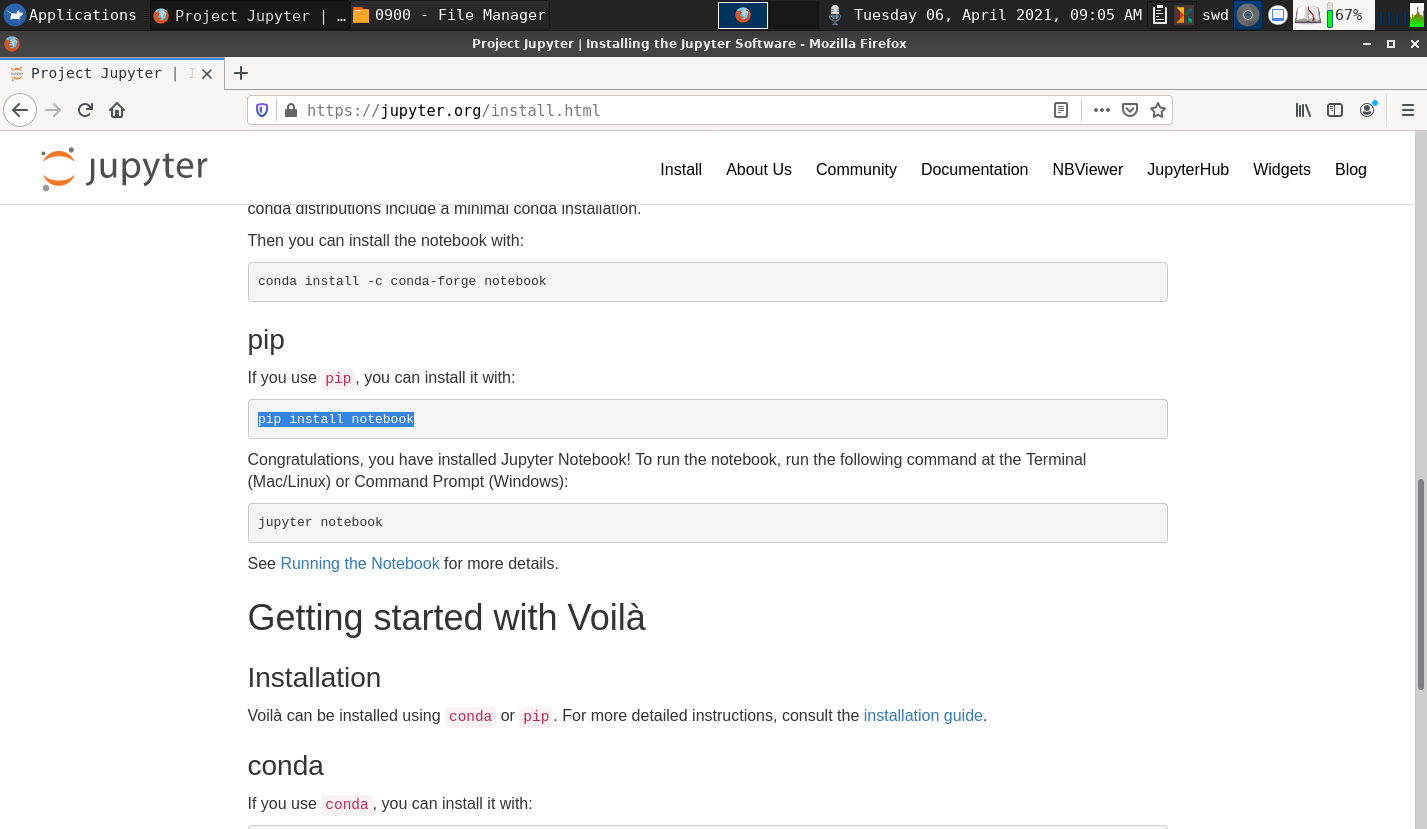 Applications
Project Jupyter | …
0900 - File Manager
Tuesday 06, April 2021, 09:05 AM
swd
67%
Project Jupyter | Installing the Jupyter Software - Mozilla Firefox
Project Jupyter | I
https://jupyter.org/install.html
jupyter
Install About Us Community Documentation NBViewer JupyterHub Widgets Blog
conda distributions include a minimal conda installation.
Then you can install the notebook with:
conda install -c conda-forge notebook
pip
If you use pip, you can install it with:
pip install notebook
Congratulations, you have installed Jupyter Notebook! To run the notebook, run the following command at the Terminal
(Mac/Linux) or Command Prompt (Windows):
jupyter notebook
See Running the Notebook for more details.
Getting started with Voilà
Installation
Voilà can be installed using conda or pip. For more detailed instructions, consult the installation guide.
conda
If you use conda, you can install it with: